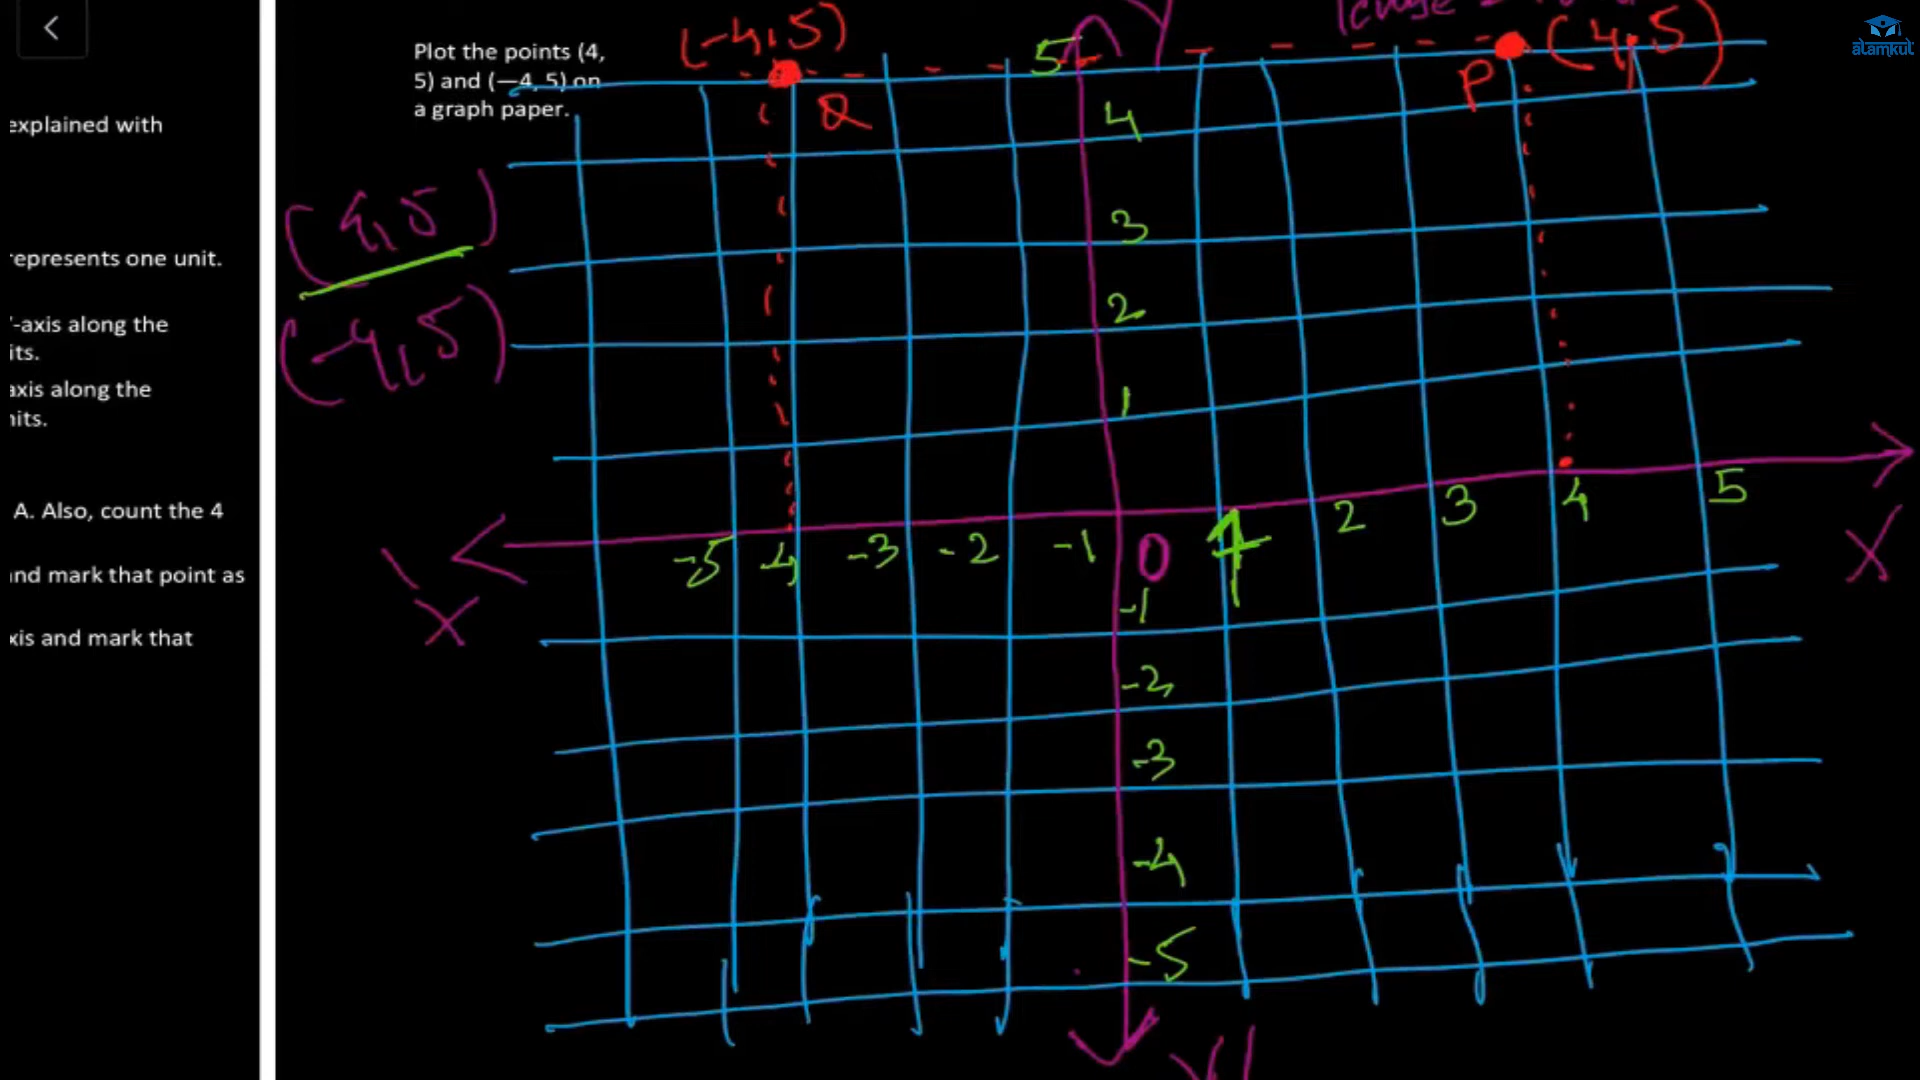 explained with
represents one unit.
-axis along the
its.
axis along the
nits.
A. Also, count the 4
and mark that point as
xis and mark that
Plot the points (4,
5) and (−4, 5) on
a graph paper.
(4,5)
(-4,5)
(-4,5)
Q
5
Y
P
(4,5)
alamkul
4
3
2
1
-5 -4 -3 -2 -1 0 1 2 3 4 5
X
X
-1
-2
-3
-4
-5